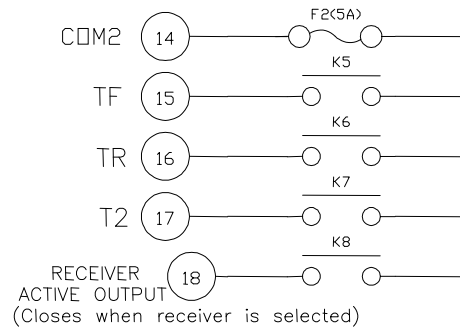 F2(5A)
COM2 14
K5
TF 15
K6
TR 16
K7
T2 17
K8
RECEIVER
ACTIVE OUTPUT 18
(Closes when receiver is selected)